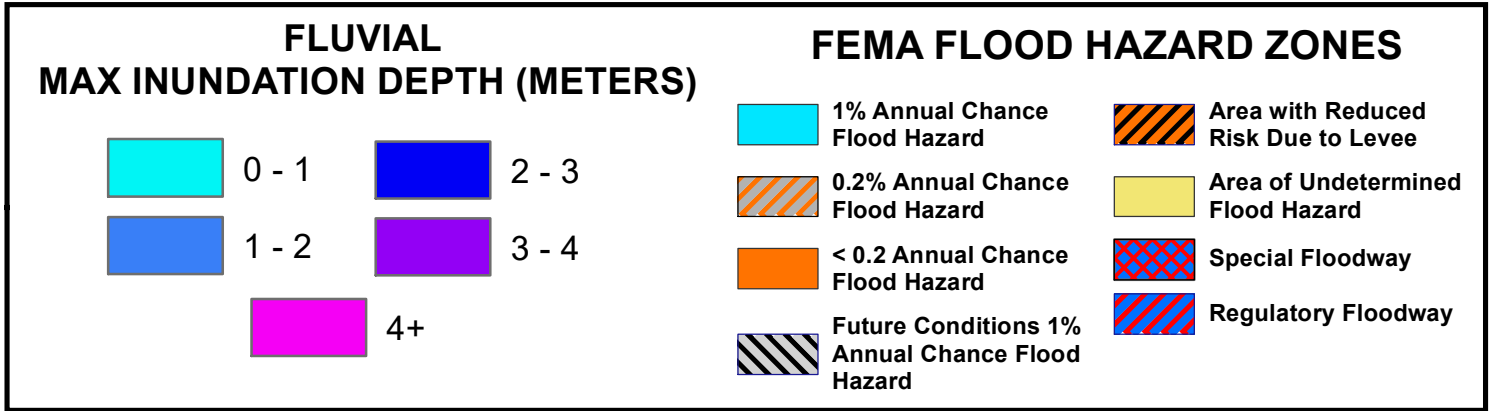 FLUVIAL
MAX INUNDATION DEPTH (METERS)
0 - 1
2 - 3
1 - 2
3 - 4
4+
FEMA FLOOD HAZARD ZONES
1% Annual Chance
Flood Hazard
0.2% Annual Chance
Flood Hazard
< 0.2 Annual Chance
Flood Hazard
Future Conditions 1%
Annual Chance Flood
Hazard
Area with Reduced
Risk Due to Levee
Area of Undetermined
Flood Hazard
Special Floodway
Regulatory Floodway